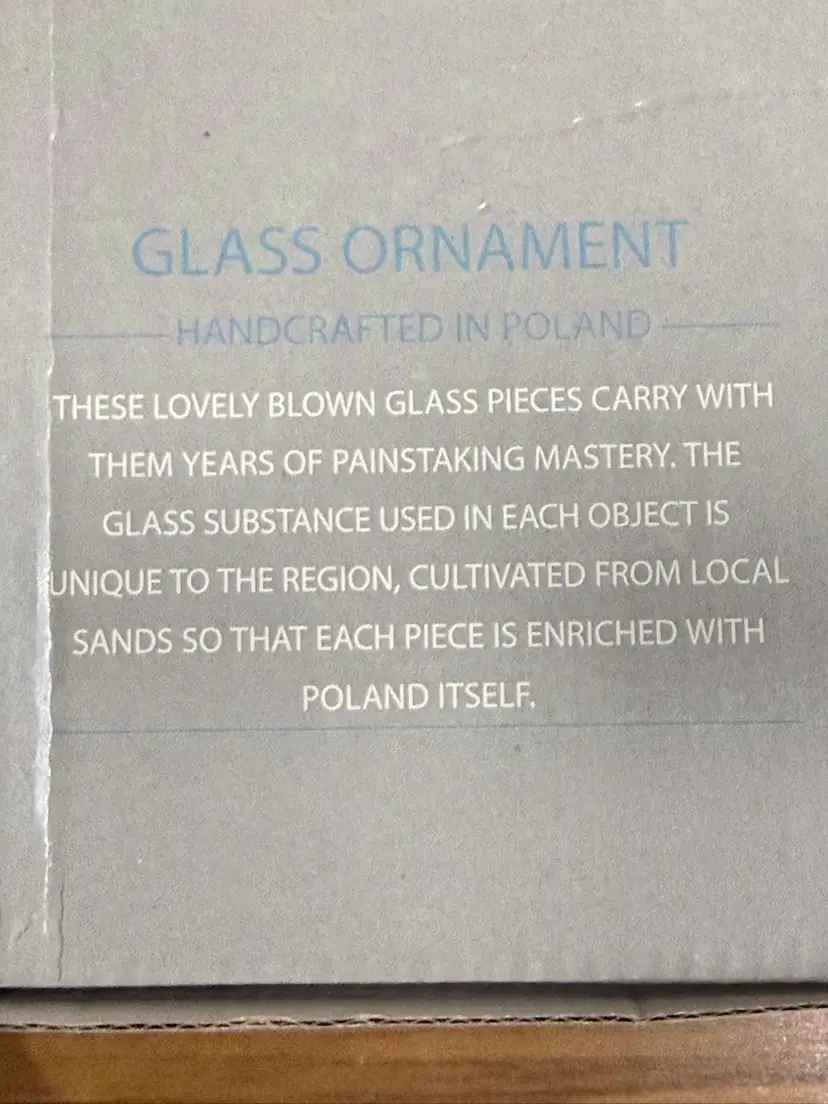 GLASS ORNAMENT
HANDCRAFTED IN POLAND
THESE LOVELY BLOWN GLASS PIECES CARRY WITH
THEM YEARS OF PAINSTAKING MASTERY. THE
GLASS SUBSTANCE USED IN EACH OBJECT IS
UNIQUE TO THE REGION, CULTIVATED FROM LOCAL
SANDS SO THAT EACH PIECE IS ENRICHED WITH
POLAND ITSELF.